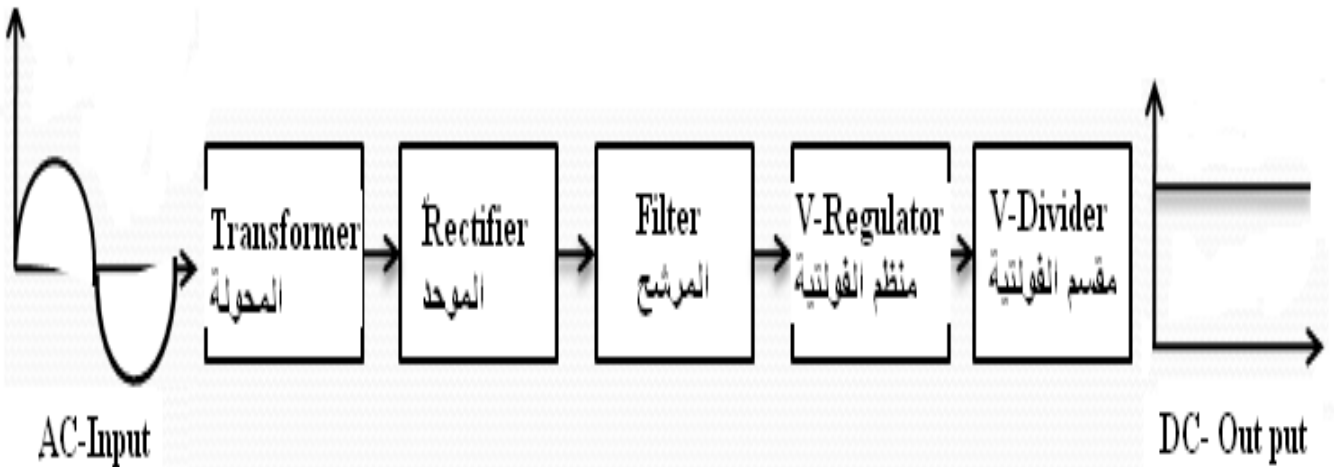 Transformer
المحولة
Rectifier
الموحد
Filter
المرشح
V-Regulator
منظم الفولتية
V-Divider
مقسم الفولتية
AC-Input
DC- Out put